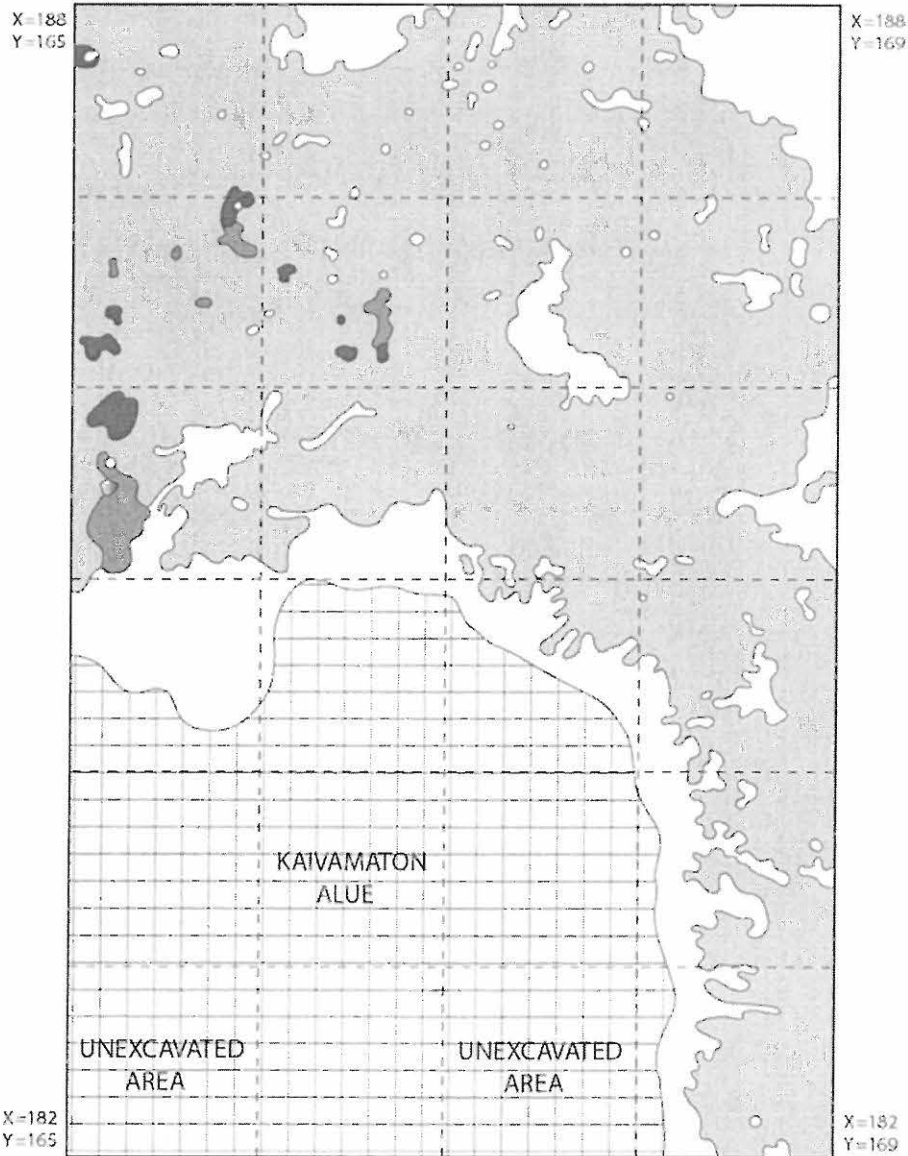 X=188
Y=165
X=188
Y=169
KAIVAMATON
ALUE
UNEXCAVATED
AREA
UNEXCAVATED
AREA
X=182
Y=165
X=182
Y=169